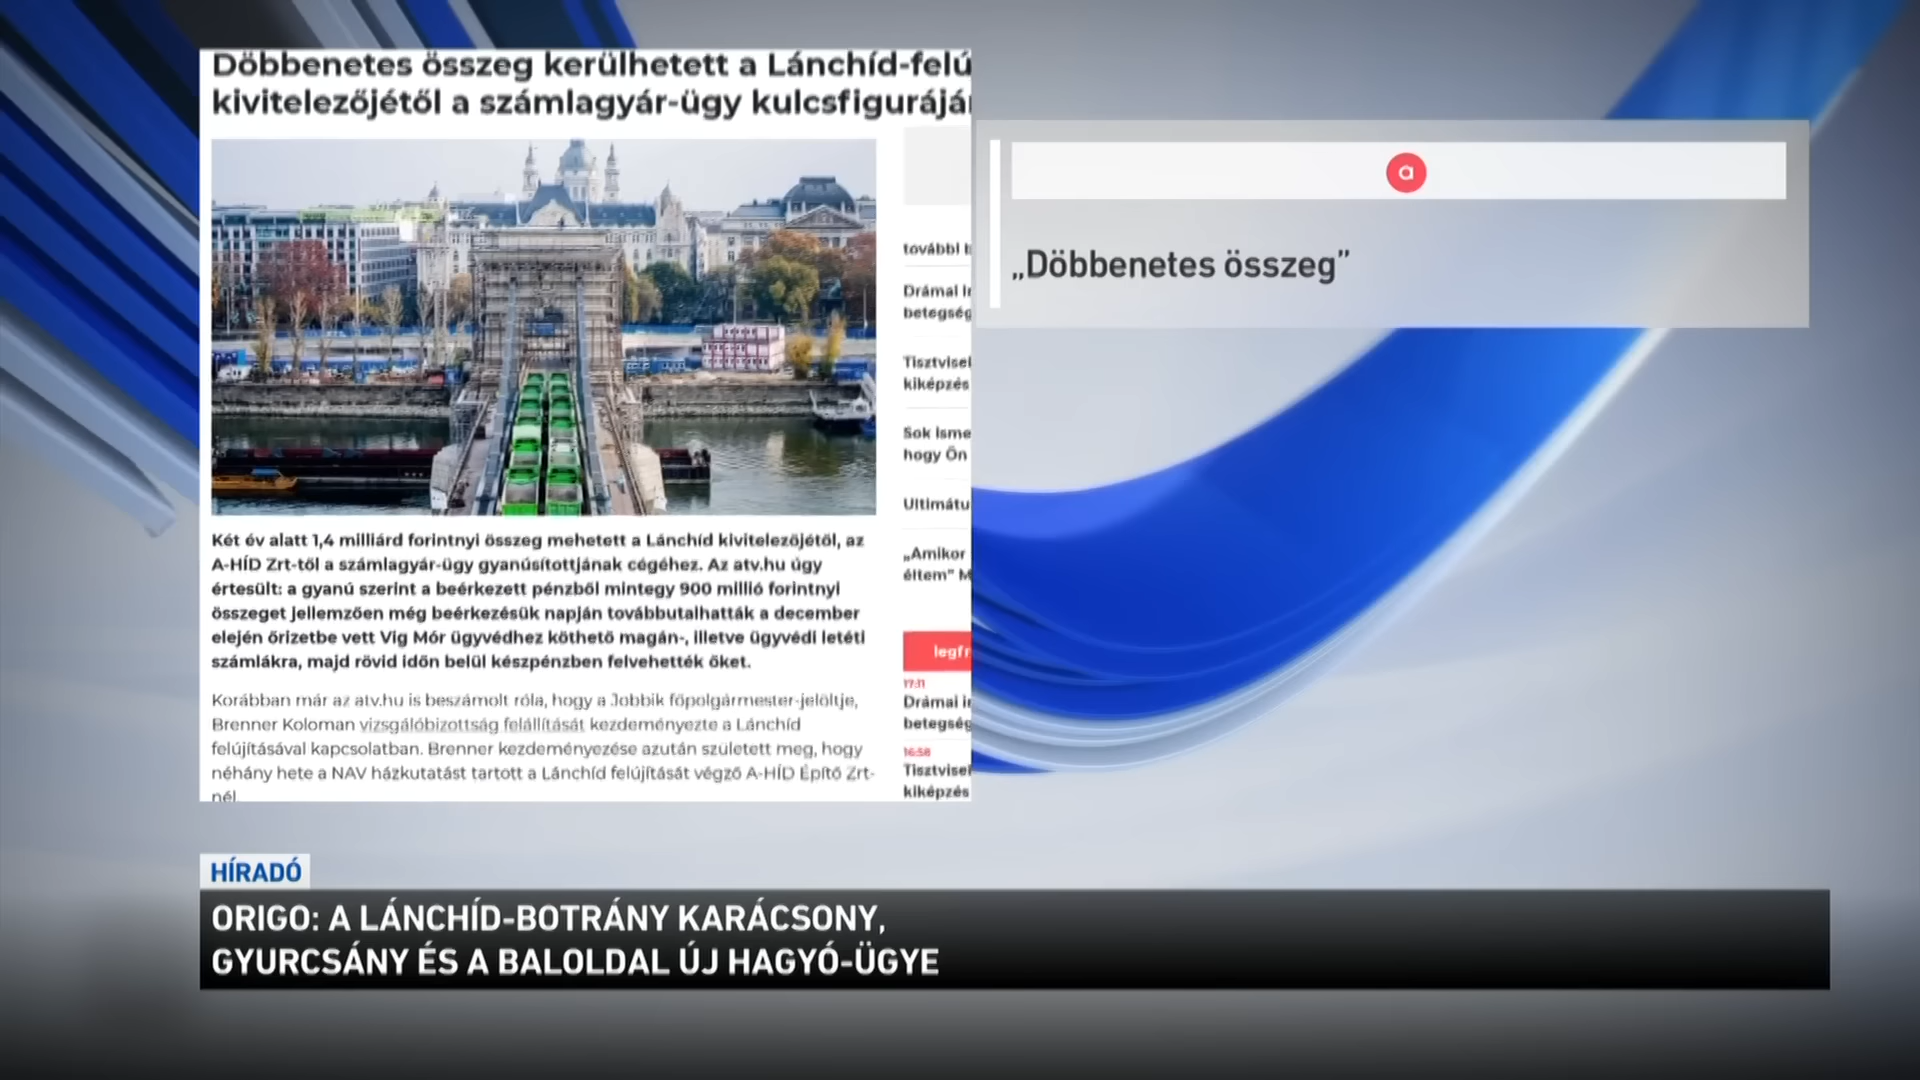 Döbbenetes összeg kerülhetett a Lánchíd-felú
kivitelezőjétől a számlagyár-ügy kulcsfigurájá
Két év alatt 1,4 milliárd forintnyi összeg mehetett a Lánchíd kivitelezőjétől, az
A-HÍD Zrt-től a számlagyár-ügy gyanúsítottjának cégéhez. Az atv.hu úgy
értesült: a gyanú szerint a beérkezett pénzből mintegy 900 millió forintnyi
összeget jellemzően még beérkezésük napján továbbutalhatták a december
elején őrizetbe vett Vig Mór ügyvédhez köthető magán-, illetve ügyvédi letéti
számlákra, majd rövid időn belül készpénzben felvehették őket.
Korábban már az atv.hu is beszámolt róla, hogy a Jobbik főpolgármester-jelöltje,
Brenner Koloman vizsgálóbizottság felállítását kezdeményezte a Lánchíd
felújításával kapcsolatban. Brenner kezdeményezése azután született meg, hogy
néhány hete a NAV házkutatást tartott a Lánchíd felújítását végző A-HÍD Építő Zrt-
nél.
további
Drámai
betegség
Tisztvisel
kiképzés
Sok isme
hogy Ön
Ultimátu
„Amikor
éltem” M
legfr
17:11
Drámai
betegség
16:58
Tisztvisel
kiképzés
a
„Döbbenetes összeg”
HÍRADÓ
ORIGO: A LÁNCHÍD-BOTRÁNY KARÁCSONY,
GYURCSÁNY ÉS A BALOLDAL ÚJ HAGYÓ-ÜGYE